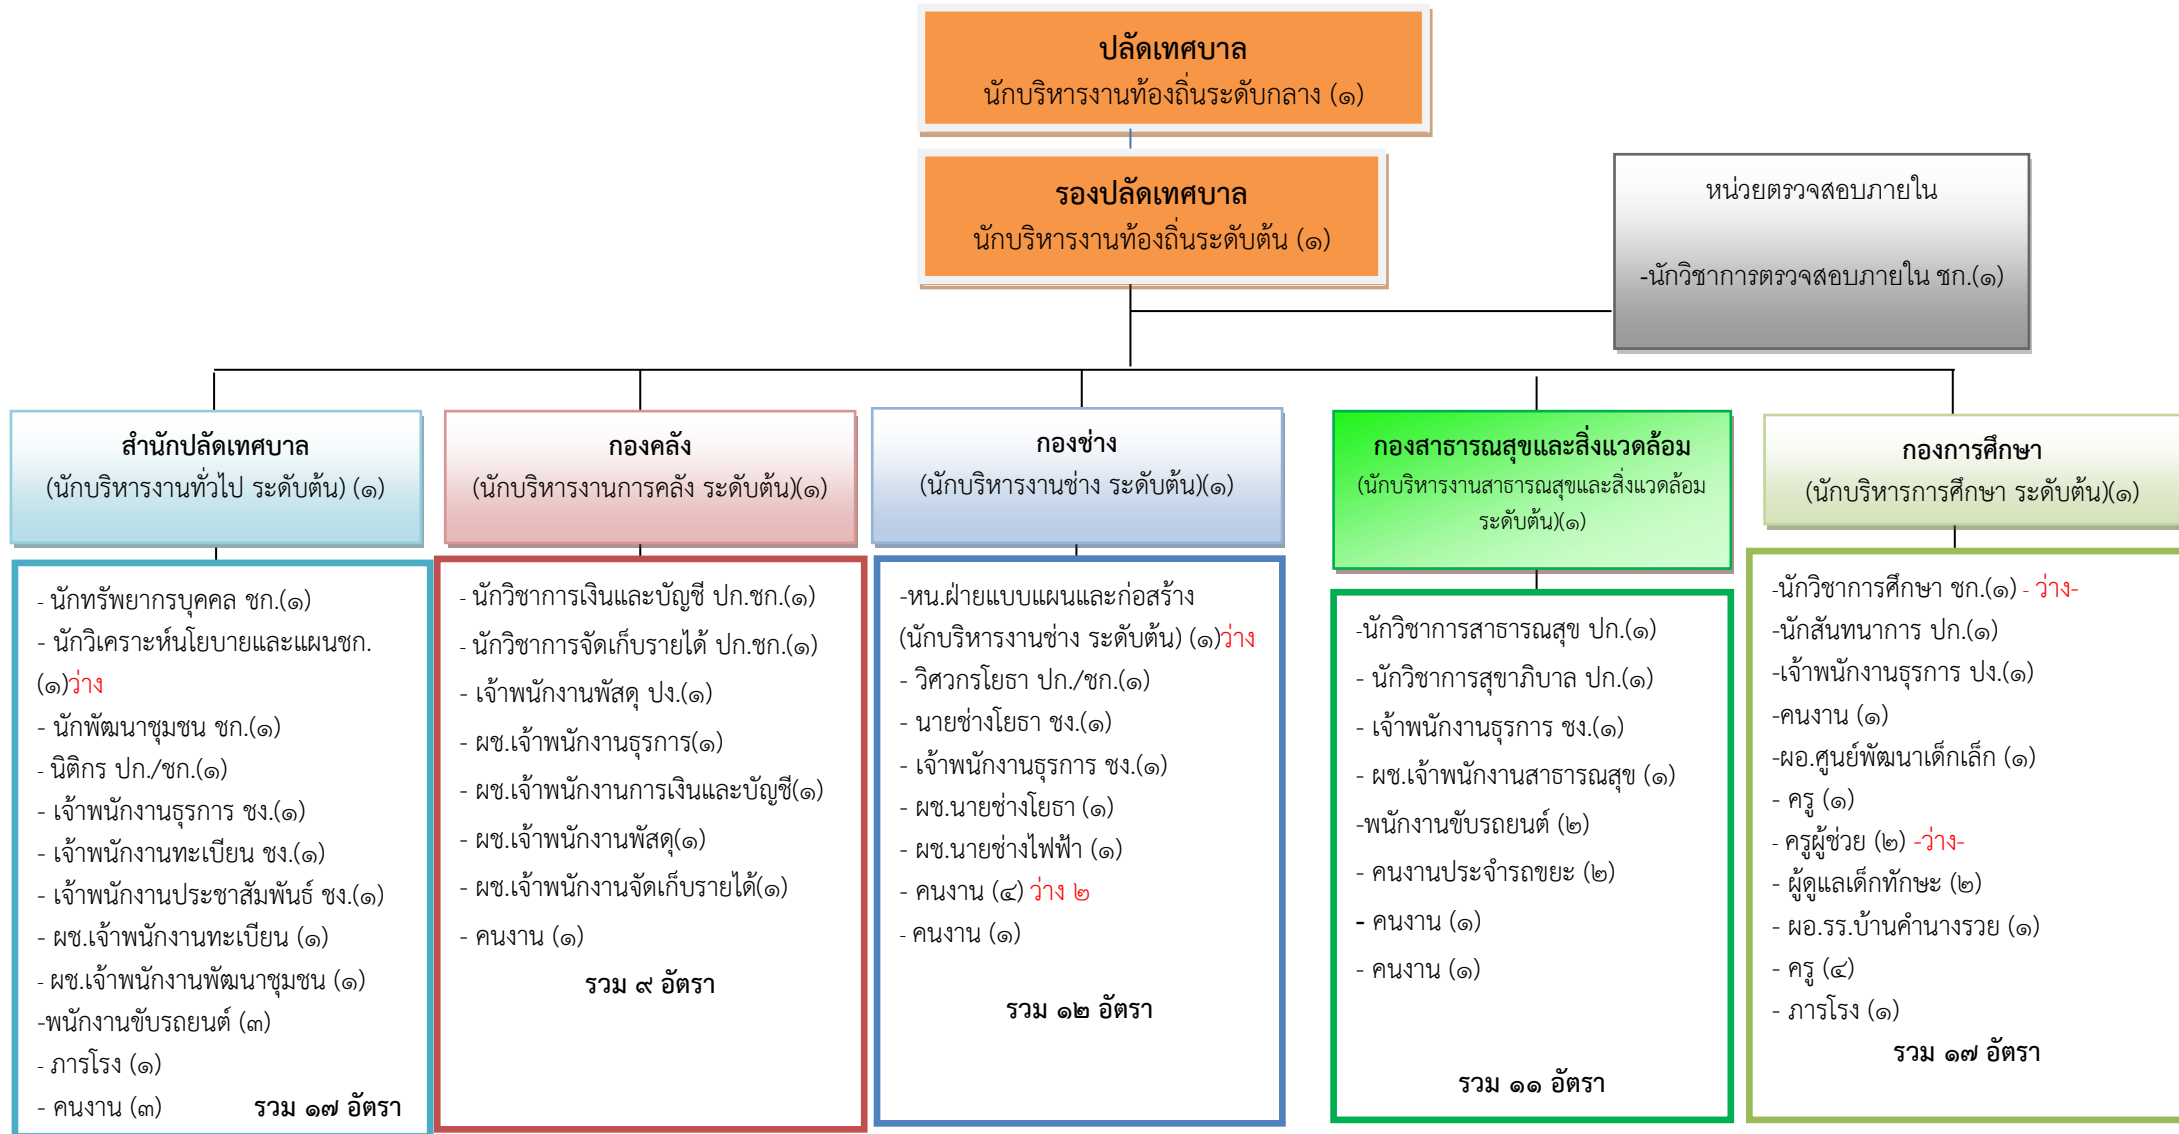 ปลัดเทศบาล
นักบริหารงานท้องถิ่นระดับกลาง (๑)
รองปลัดเทศบาล
นักบริหารงานท้องถิ่นระดับต้น (๑)
หน่วยตรวจสอบภายใน
-นักวิชาการตรวจสอบภายใน ชก.(๑)
สำนักปลัดเทศบาล
(นักบริหารงานทั่วไป ระดับต้น) (๑)
- นักทรัพยากรบุคคล ชก.(๑)
- นักวิเคราะห์นโยบายและแผนชก.
(๑)ว่าง
- นักพัฒนาชุมชน ชก.(๑)
- นิติกร ปก./ชก.(๑)
- เจ้าพนักงานธุรการ ชง.(๑)
- เจ้าพนักงานทะเบียน ชง.(๑)
- เจ้าพนักงานประชาสัมพันธ์ ชง.(๑)
- ผช.เจ้าพนักงานทะเบียน (๑)
- ผช.เจ้าพนักงานพัฒนาชุมชน (๑)
-พนักงานขับรถยนต์ (๓)
- ภารโรง (๑)
- คนงาน (๓) รวม ๑๗ อัตรา
กองคลัง
(นักบริหารงานการคลัง ระดับต้น)(๑)
- นักวิชาการเงินและบัญชี ปก.ชก.(๑)
- นักวิชาการจัดเก็บรายได้ ปก.ชก.(๑)
- เจ้าพนักงานพัสดุ ปง.(๑)
- ผช.เจ้าพนักงานธุรการ(๑)
- ผช.เจ้าพนักงานการเงินและบัญชี(๑)
- ผช.เจ้าพนักงานพัสดุ(๑)
- ผช.เจ้าพนักงานจัดเก็บรายได้(๑)
- คนงาน (๑)
รวม ๙ อัตรา
กองช่าง
(นักบริหารงานช่าง ระดับต้น)(๑)
-หน.ฝ่ายแบบแผนและก่อสร้าง
(นักบริหารงานช่าง ระดับต้น) (๑)ว่าง
- วิศวกรโยธา ปก./ชก.(๑)
- นายช่างโยธา ชง.(๑)
- เจ้าพนักงานธุรการ ชง.(๑)
- ผช.นายช่างโยธา (๑)
- ผช.นายช่างไฟฟ้า (๑)
- คนงาน (๔) ว่าง ๒
- คนงาน (๑)
รวม ๑๒ อัตรา
กองสาธารณสุขและสิ่งแวดล้อม
(นักบริหารงานสาธารณสุขและสิ่งแวดล้อม
ระดับต้น)(๑)
-นักวิชาการสาธารณสุข ปก.(๑)
- นักวิชาการสุขาภิบาล ปก.(๑)
- เจ้าพนักงานธุรการ ชง.(๑)
- ผช.เจ้าพนักงานสาธารณสุข (๑)
-พนักงานขับรถยนต์ (๒)
- คนงานประจำรถขยะ (๒)
- คนงาน (๑)
- คนงาน (๑)
รวม ๑๑ อัตรา
กองการศึกษา
(นักบริหารการศึกษา ระดับต้น)(๑)
-นักวิชาการศึกษา ชก.(๑) - ว่าง-
-นักสันทนาการ ปก.(๑)
-เจ้าพนักงานธุรการ ปง.(๑)
-คนงาน (๑)
-ผอ.ศูนย์พัฒนาเด็กเล็ก (๑)
- ครู (๑)
- ครูผู้ช่วย (๒) -ว่าง-
- ผู้ดูแลเด็กทักษะ (๒)
- ผอ.รร.บ้านคำนางรวย (๑)
- ครู (๔)
- ภารโรง (๑)
รวม ๑๗ อัตรา